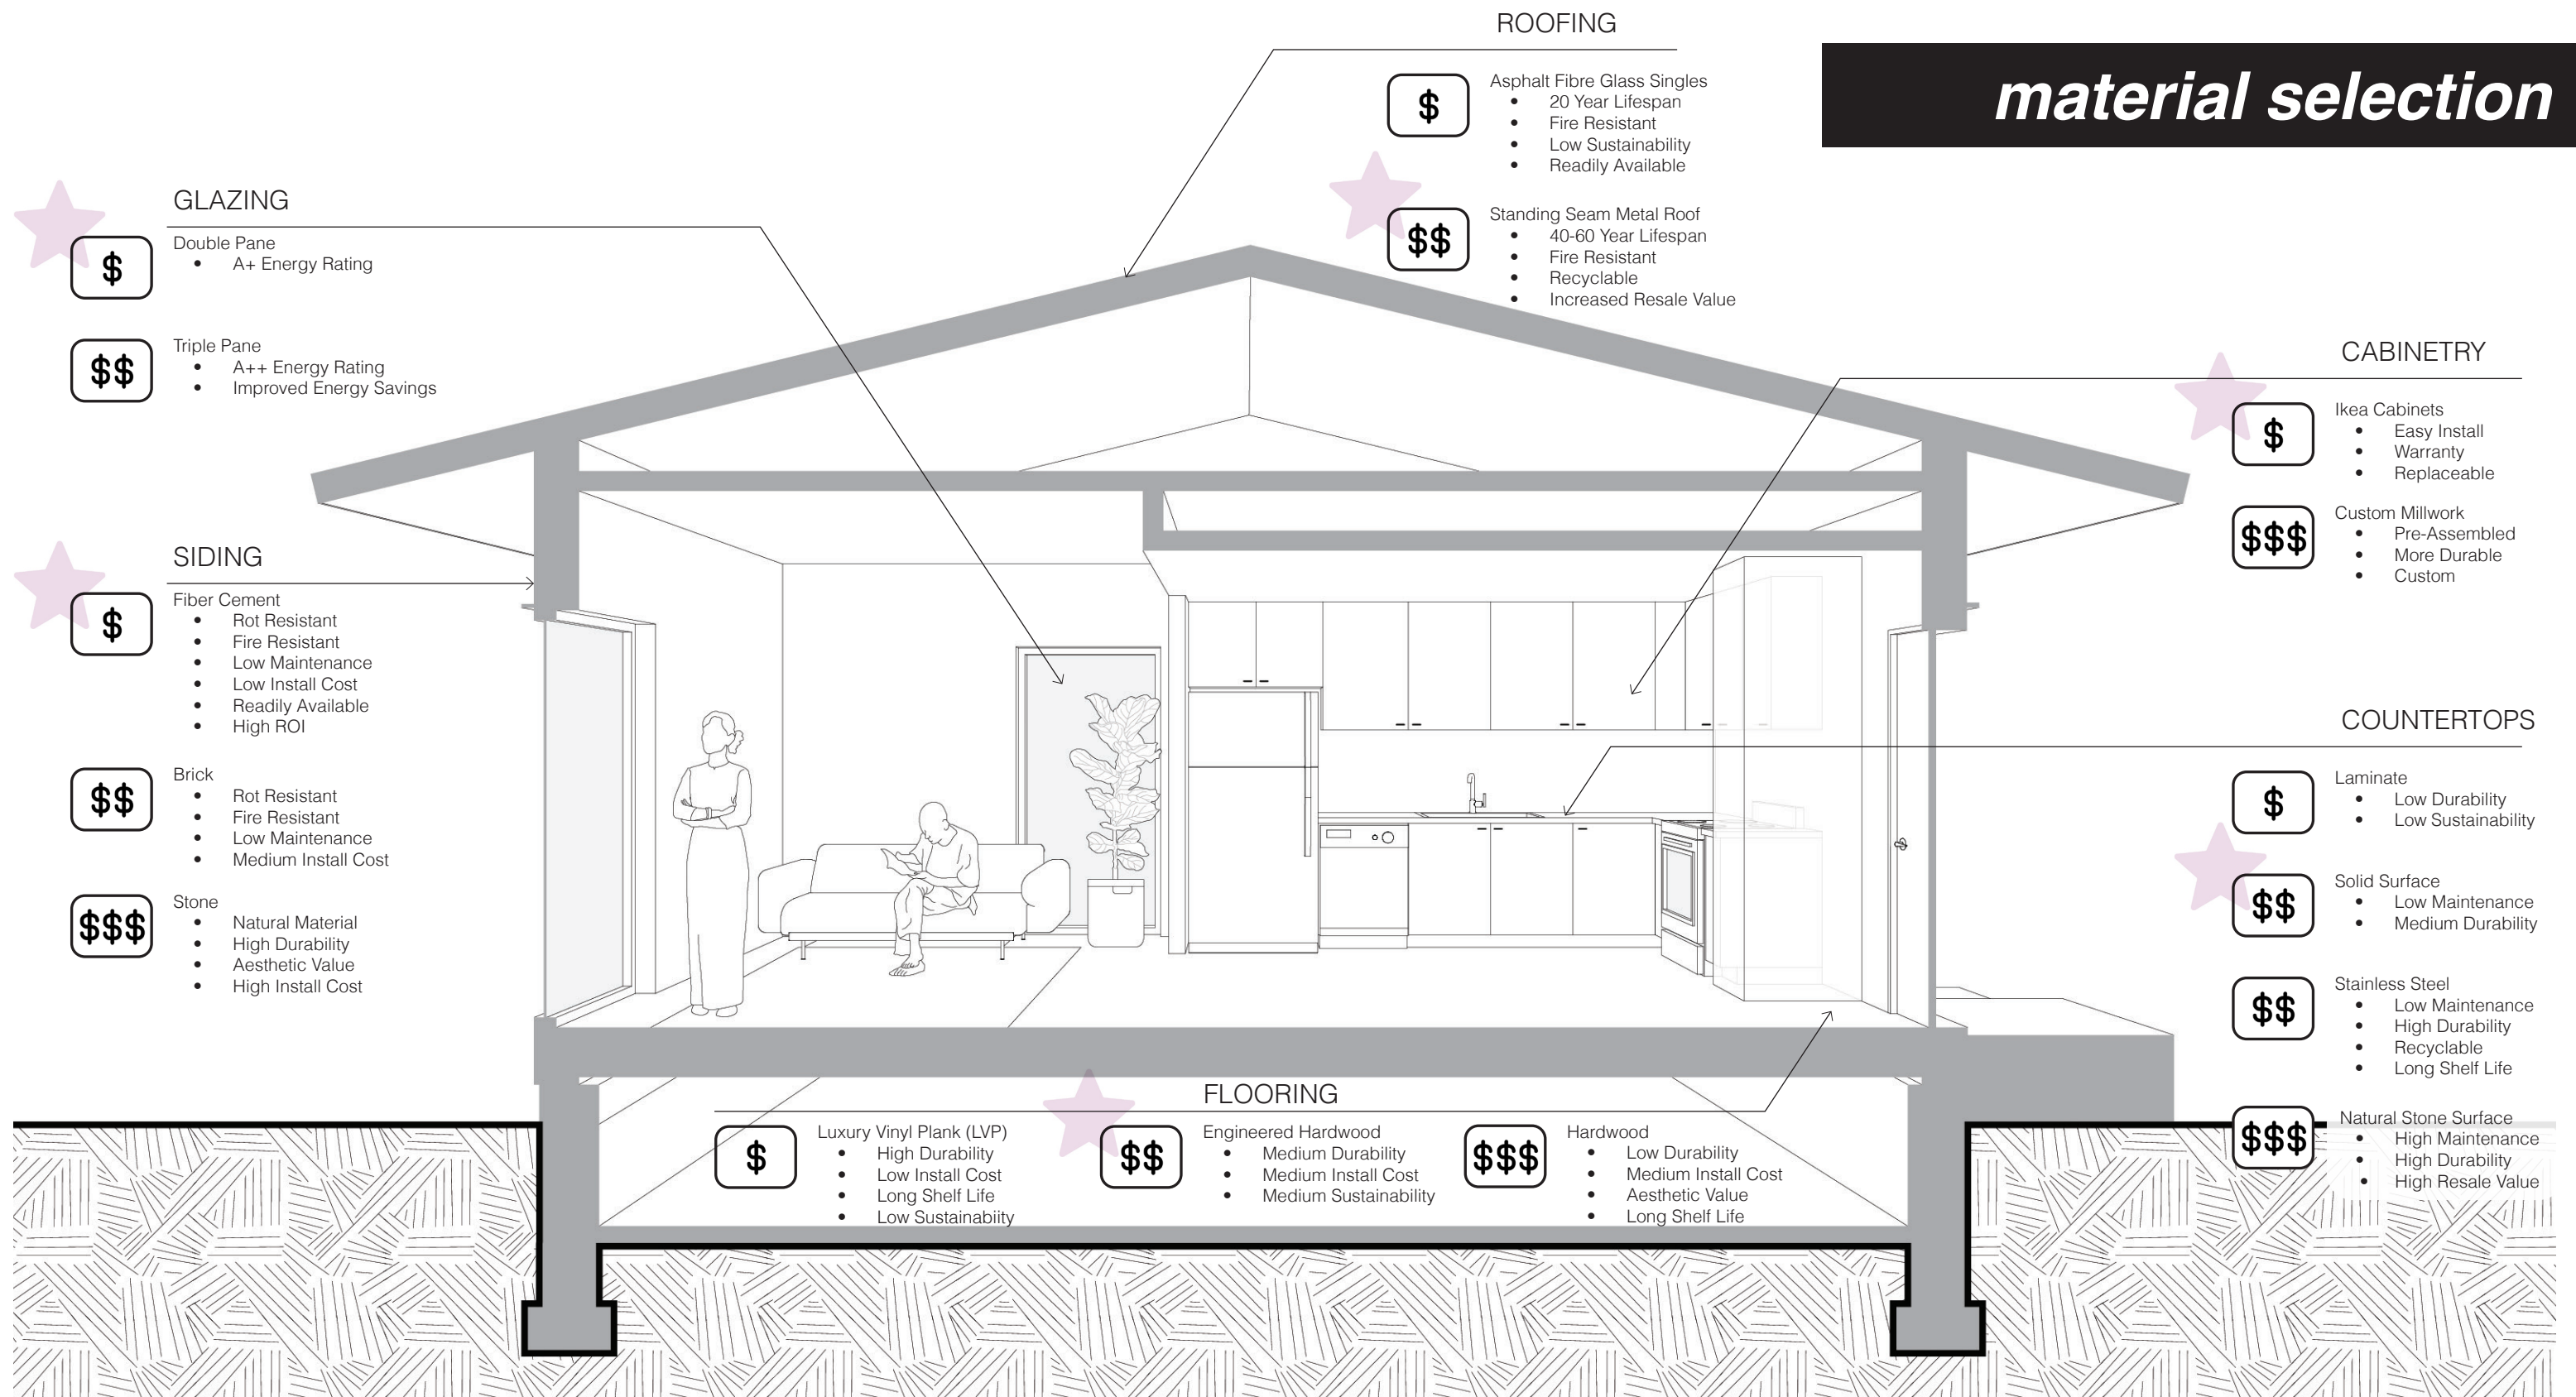 material selection
ROOFING
$
Asphalt Fibre Glass Singles
• 20 Year Lifespan
• Fire Resistant
• Low Sustainability
• Readily Available
$$
Standing Seam Metal Roof
• 40-60 Year Lifespan
• Fire Resistant
• Recyclable
• Increased Resale Value
GLAZING
$
Double Pane
• A+ Energy Rating
$$
Triple Pane
• A++ Energy Rating
• Improved Energy Savings
SIDING
$
Fiber Cement
• Rot Resistant
• Fire Resistant
• Low Maintenance
• Low Install Cost
• Readily Available
• High ROI
$$
Brick
• Rot Resistant
• Fire Resistant
• Low Maintenance
• Medium Install Cost
$$$
Stone
• Natural Material
• High Durability
• Aesthetic Value
• High Install Cost
CABINETRY
$
Ikea Cabinets
• Easy Install
• Warranty
• Replaceable
$$$
Custom Millwork
• Pre-Assembled
• More Durable
• Custom
COUNTERTOPS
$
Laminate
• Low Durability
• Low Sustainability
$$
Solid Surface
• Low Maintenance
• Medium Durability
$$
Stainless Steel
• Low Maintenance
• High Durability
• Recyclable
• Long Shelf Life
$$$
Natural Stone Surface
• High Maintenance
• High Durability
• High Resale Value
FLOORING
$
Luxury Vinyl Plank (LVP)
• High Durability
• Low Install Cost
• Long Shelf Life
• Low Sustainabiity
$$
Engineered Hardwood
• Medium Durability
• Medium Install Cost
• Medium Sustainability
$$$
Hardwood
• Low Durability
• Medium Install Cost
• Aesthetic Value
• Long Shelf Life